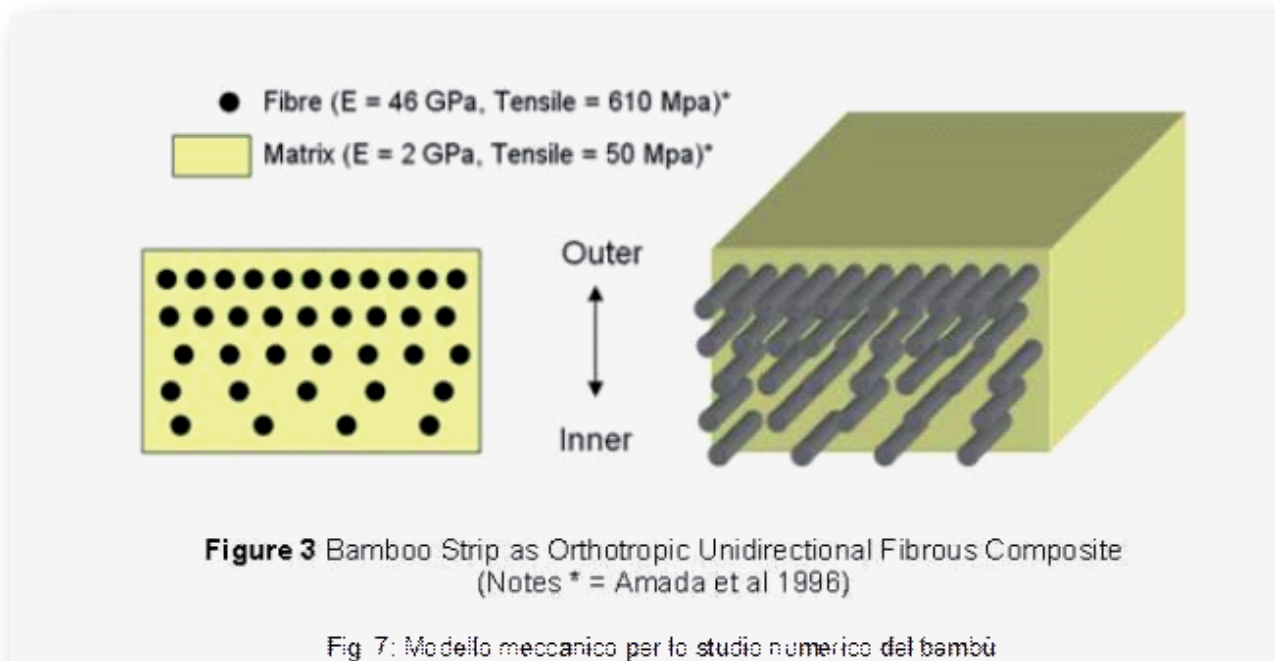 Fibre (E = 46 GPa, Tensile = 610 Mpa)*
Matrix (E = 2 GPa, Tensile = 50 Mpa)*
Outer
Inner
Figure 3 Bamboo Strip as Orthotropic Unidirectional Fibrous Composite
(Notes * = Amada et al 1996)
Fig. 7: Modello meccanico per lo studio numerico del bambù